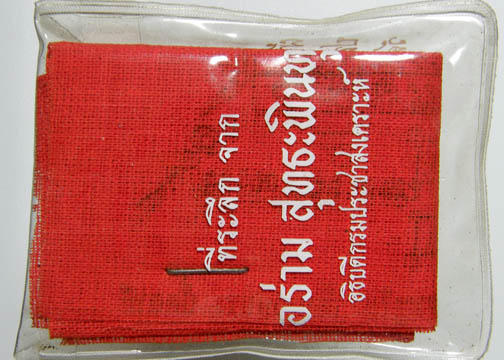 ที่ระลึก จาก
อร่าม สุทธะพินทุ
อธิบดีกรมประชาสงเคราะห์